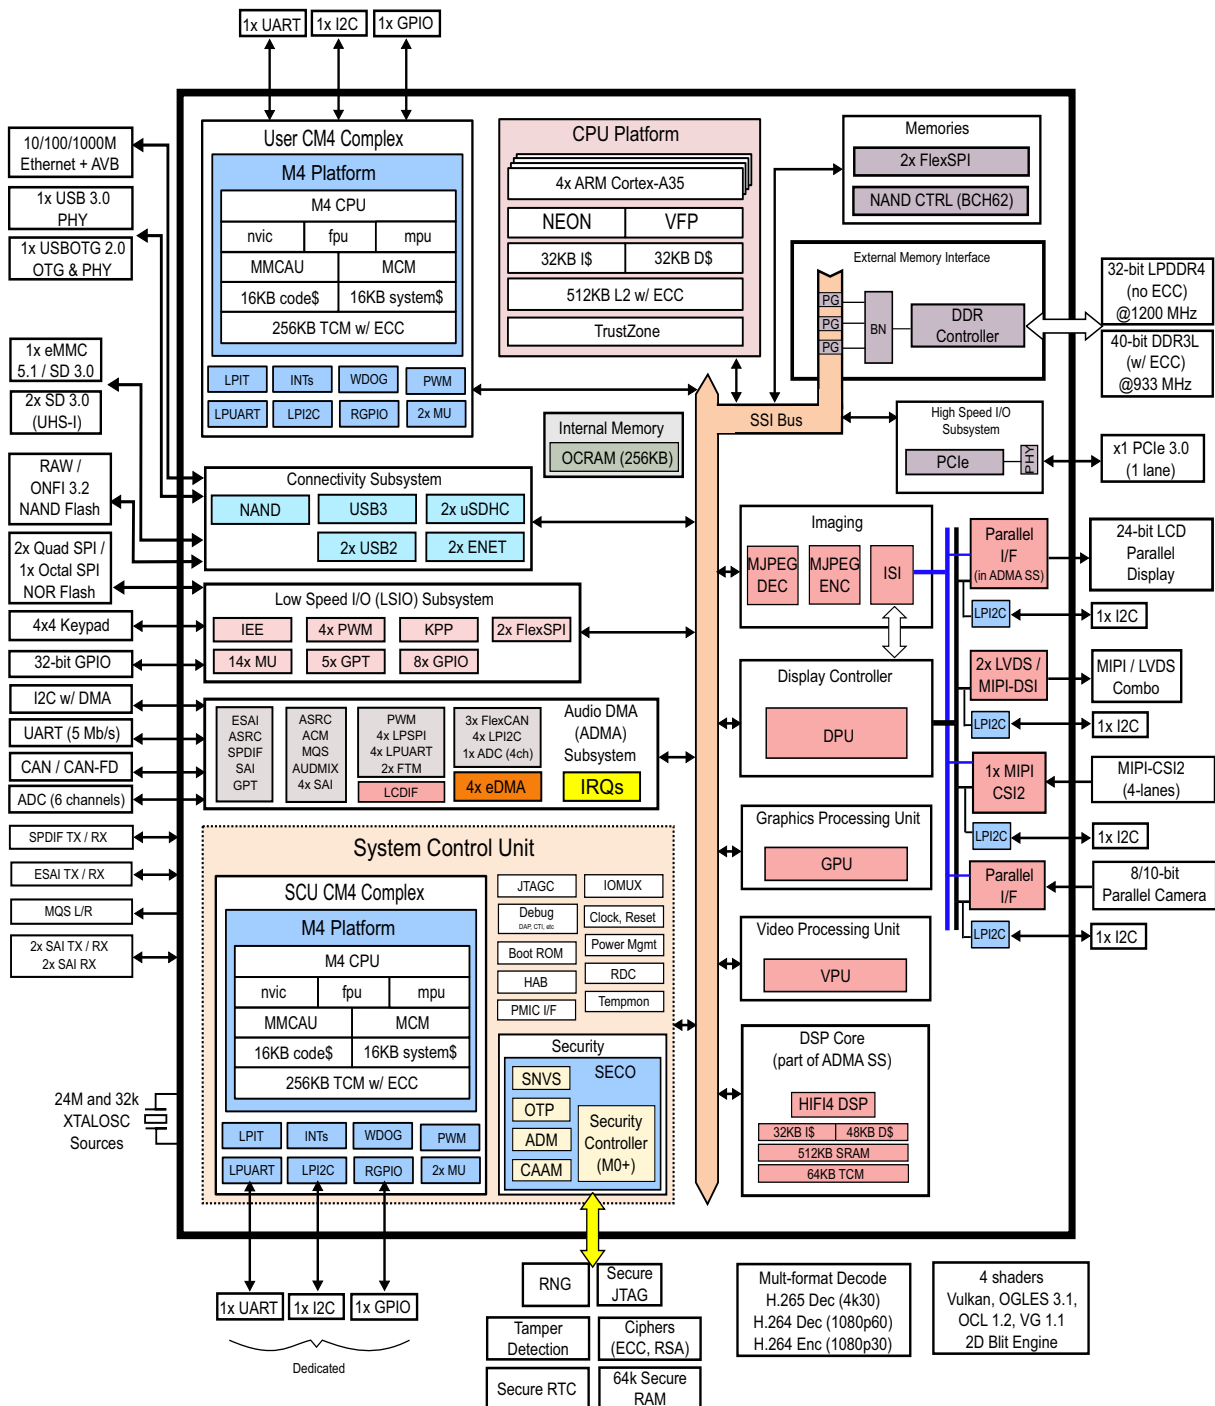 1x UART
1x I2C
1x GPIO
10/100/1000M
Ethernet + AVB
1x USB 3.0
PHY
1x USBOTG 2.0
OTG & PHY
1x eMMC
5.1 / SD 3.0
2x SD 3.0
(UHS-I)
RAW /
ONFI 3.2
NAND Flash
2x Quad SPI /
1x Octal SPI
NOR Flash
4x4 Keypad
32-bit GPIO
I2C w/ DMA
UART (5 Mb/s)
CAN / CAN-FD
ADC (6 channels)
SPDIF TX / RX
ESAI TX / RX
MQS L/R
2x SAI TX / RX
2x SAI RX
24M and 32k
XTALOSC
Sources
User CM4 Complex
M4 Platform
M4 CPU
nvic
fpu
mpu
MMCAU
MCM
16KB code$
16KB system$
256KB TCM w/ ECC
LPIT
INTs
WDOG
PWM
LPUART
LPI2C
RGPIO
2x MU
CPU Platform
4x ARM Cortex-A35
NEON
VFP
32KB I$
32KB D$
512KB L2 w/ ECC
TrustZone
Internal Memory
OCRAM (256KB)
SSI Bus
Memories
2x FlexSPI
NAND CTRL (BCH62)
External Memory Interface
PG
PG
PG
BN
DDR
Controller
32-bit LPDDR4
(no ECC)
@1200 MHz
40-bit DDR3L
(w/ ECC)
@933 MHz
High Speed I/O
Subsystem
PCIe
PHY
x1 PCIe 3.0
(1 lane)
Connectivity Subsystem
NAND
USB3
2x uSDHC
2x USB2
2x ENET
Low Speed I/O (LSIO) Subsystem
IEE
4x PWM
KPP
2x FlexSPI
14x MU
5x GPT
8x GPIO
ESAI
ASRC
SPDIF
SAI
GPT
ASRC
ACM
MQS
AUDMIX
4x SAI
PWM
4x LPSPI
4x LPUART
2x FTM
LCDIF
3x FlexCAN
4x LPI2C
1x ADC (4ch)
4x eDMA
Audio DMA
(ADMA)
Subsystem
IRQs
Imaging
MJPEG
DEC
MJPEG
ENC
ISI
Display Controller
DPU
Graphics Processing Unit
GPU
Video Processing Unit
VPU
DSP Core
(part of ADMA SS)
HIFI4 DSP
32KB I$
48KB D$
512KB SRAM
64KB TCM
Parallel
I/F
(in ADMA SS)
LPI2C
24-bit LCD
Parallel
Display
1x I2C
2x LVDS /
MIPI-DSI
LPI2C
MIPI / LVDS
Combo
1x I2C
1x MIPI
CSI2
LPI2C
MIPI-CSI2
(4-lanes)
1x I2C
Parallel
I/F
LPI2C
8/10-bit
Parallel Camera
1x I2C
System Control Unit
SCU CM4 Complex
M4 Platform
M4 CPU
nvic
fpu
mpu
MMCAU
MCM
16KB code$
16KB system$
256KB TCM w/ ECC
LPIT
INTs
WDOG
PWM
LPUART
LPI2C
RGPIO
2x MU
JTAGC
IOMUX
Debug
DAP, CTI, etc
Clock, Reset
Boot ROM
Power Mgmt
HAB
RDC
PMIC I/F
Tempmon
Security
SECO
SNVS
OTP
ADM
CAAM
Security
Controller
(M0+)
1x UART
1x I2C
1x GPIO
Dedicated
RNG
Secure
JTAG
Tamper
Detection
Ciphers
(ECC, RSA)
Secure RTC
64k Secure
RAM
Mult-format Decode
H.265 Dec (4k30)
H.264 Dec (1080p60)
H.264 Enc (1080p30)
4 shaders
Vulkan, OGLES 3.1,
OCL 1.2, VG 1.1
2D Blit Engine